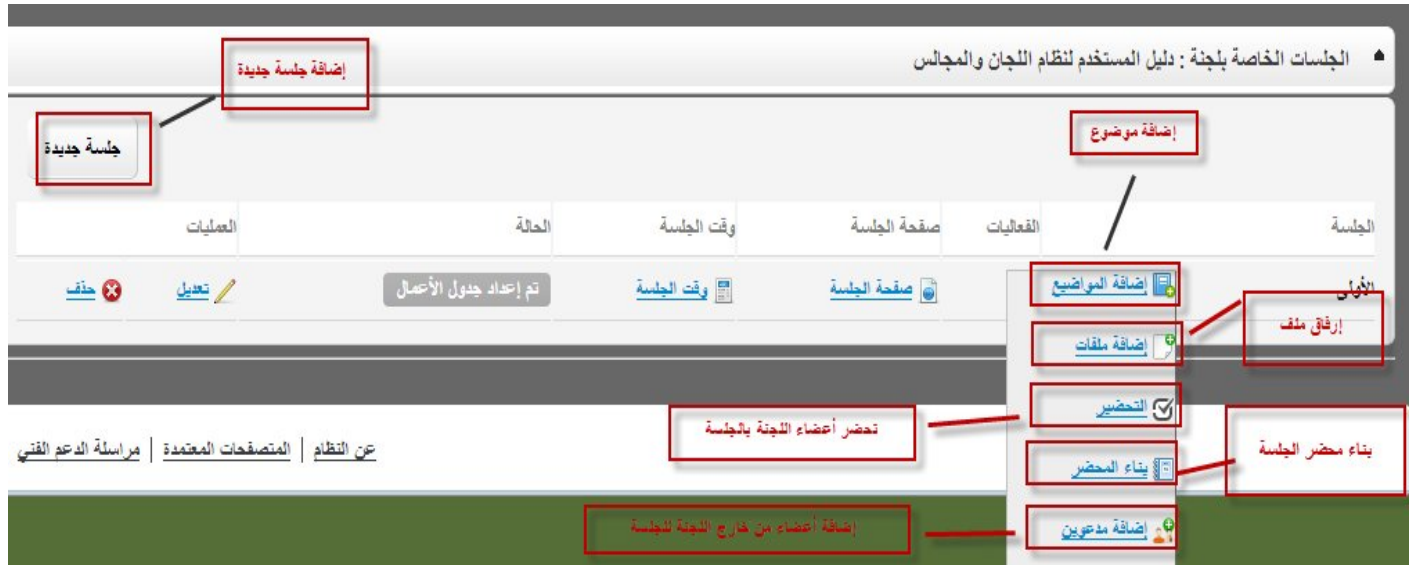 الجلسات الخاصة بلجنة : دليل المستخدم لنظام اللجان والمجالس
إضافة جلسة جديدة
جلسة جديدة
إضافة موضوع
الجلسة
الفعاليات
صفحة الجلسة
وقت الجلسة
الحالة
العمليات
الأولى
إضافة المواضيع
صفحة الجلسة
وقت الجلسة
تم إعداد جدول الأعمال
تعديل
حذف
إرفاق ملف
إضافة ملفات
التحضير
تحضر أعضاء اللجنة بالجلسة
بناء محضر الجلسة
بناء المحضر
عن النظام | المتصفحات المعتمدة | مراسلة الدعم الفني
إضافة مدعوين
إضافة أعضاء من خارج اللجنة للجلسة